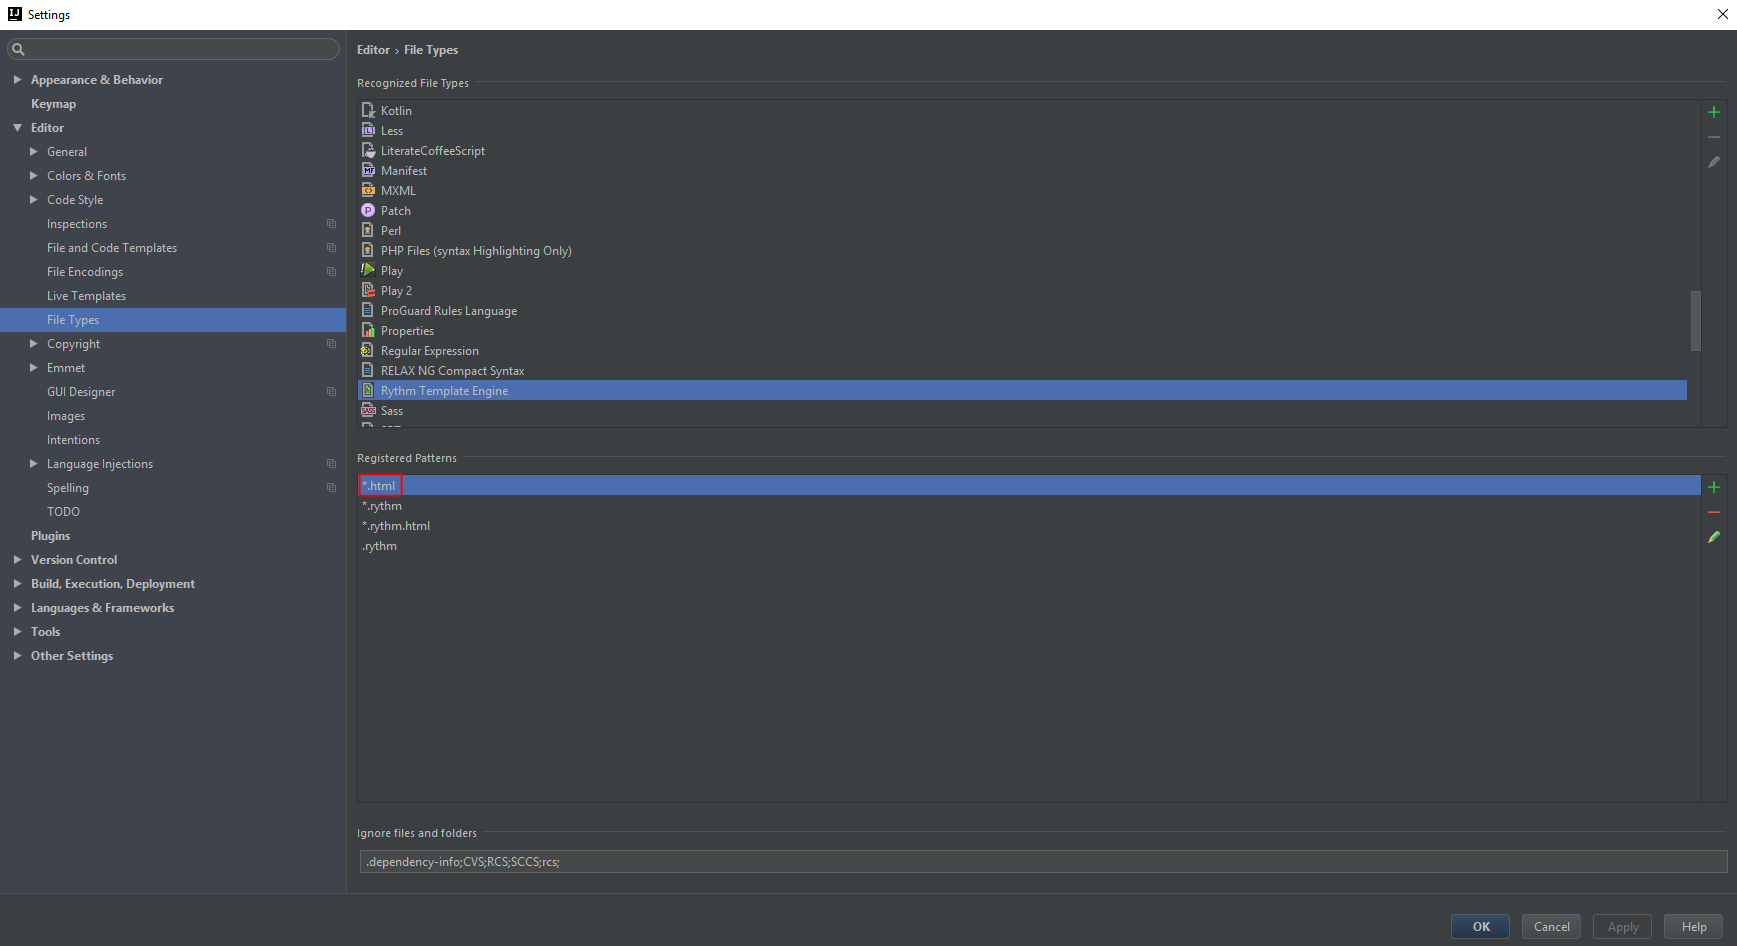 Settings
Appearance & Behavior
Keymap
Editor
General
Colors & Fonts
Code Style
Inspections
File and Code Templates
File Encodings
Live Templates
File Types
Copyright
Emmet
GUI Designer
Images
Intentions
Language Injections
Spelling
TODO
Plugins
Version Control
Build, Execution, Deployment
Languages & Frameworks
Tools
Other Settings
Editor › File Types
Recognized File Types
Kotlin
Less
LiterateCoffeeScript
Manifest
MXML
Patch
Perl
PHP Files (syntax Highlighting Only)
Play
Play 2
ProGuard Rules Language
Properties
Regular Expression
RELAX NG Compact Syntax
Rythm Template Engine
Sass
Registered Patterns
*.html
*.rythm
*.rythm.html
.rythm
Ignore files and folders
.dependency-info;CVS;RCS;SCCS;rcs;
OK
Cancel
Apply
Help